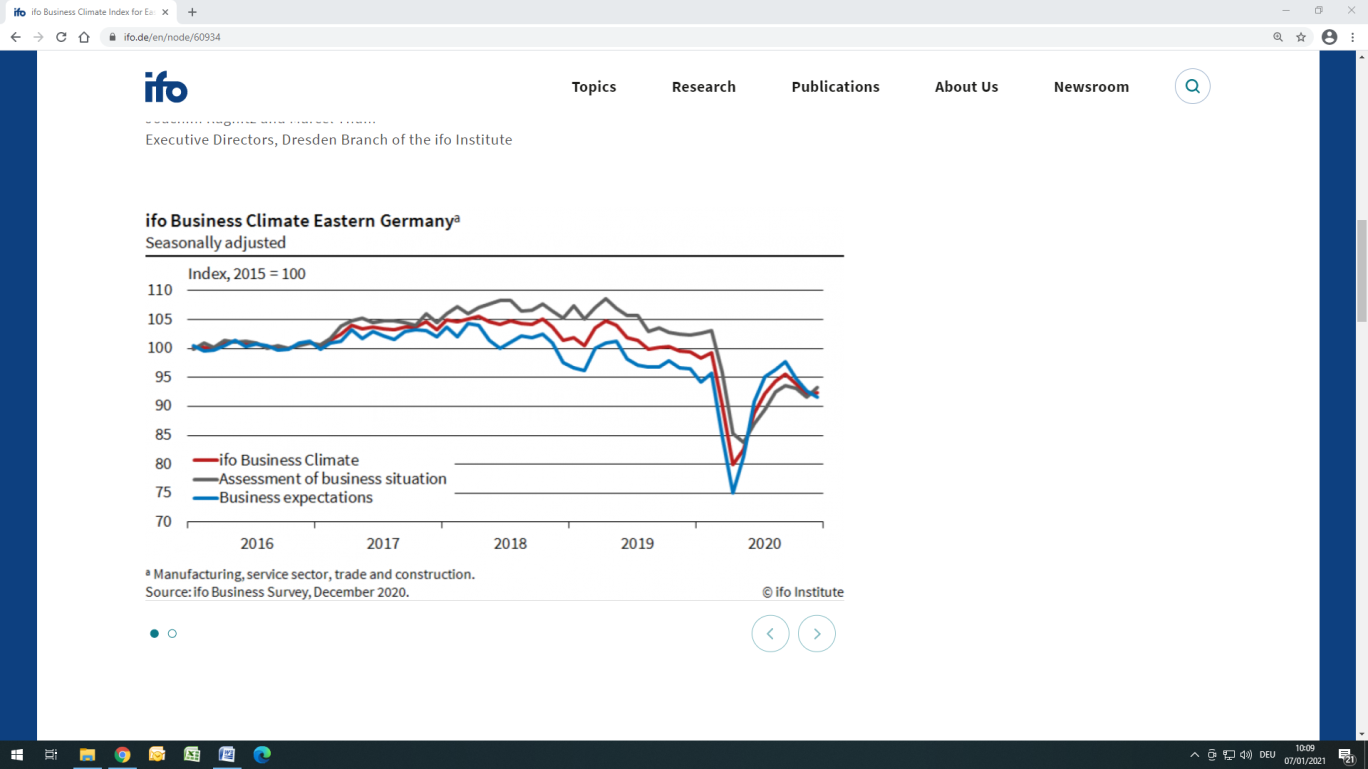 ifo ifo Business Climate Index for Ea
ifo.de/en/node/60934
ifo
Topics Research Publications About Us Newsroom
Executive Directors, Dresden Branch of the ifo Institute
ifo Business Climate Eastern Germanyᵃ
Seasonally adjusted
Index, 2015 = 100
110
105
100
95
90
85
80
75
70
ifo Business Climate
Assessment of business situation
Business expectations
2016 2017 2018 2019 2020
ᵃ Manufacturing, service sector, trade and construction.
Source: ifo Business Survey, December 2020. © ifo Institute
DEU
10:09
07/01/2021
21